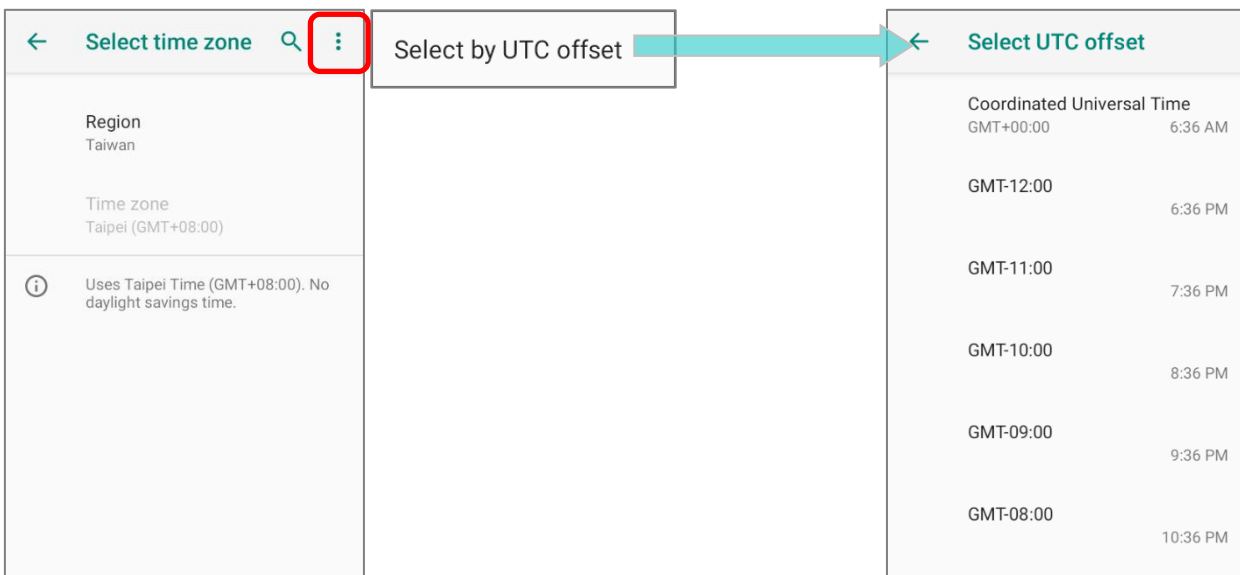 Select time zone
Region
Taiwan
Time zone
Taipei (GMT+08:00)
Uses Taipei Time (GMT+08:00). No
daylight savings time.
Select by UTC offset
Select UTC offset
Coordinated Universal Time
GMT+00:00 6:36 AM
GMT-12:00
6:36 PM
GMT-11:00
7:36 PM
GMT-10:00
8:36 PM
GMT-09:00
9:36 PM
GMT-08:00
10:36 PM